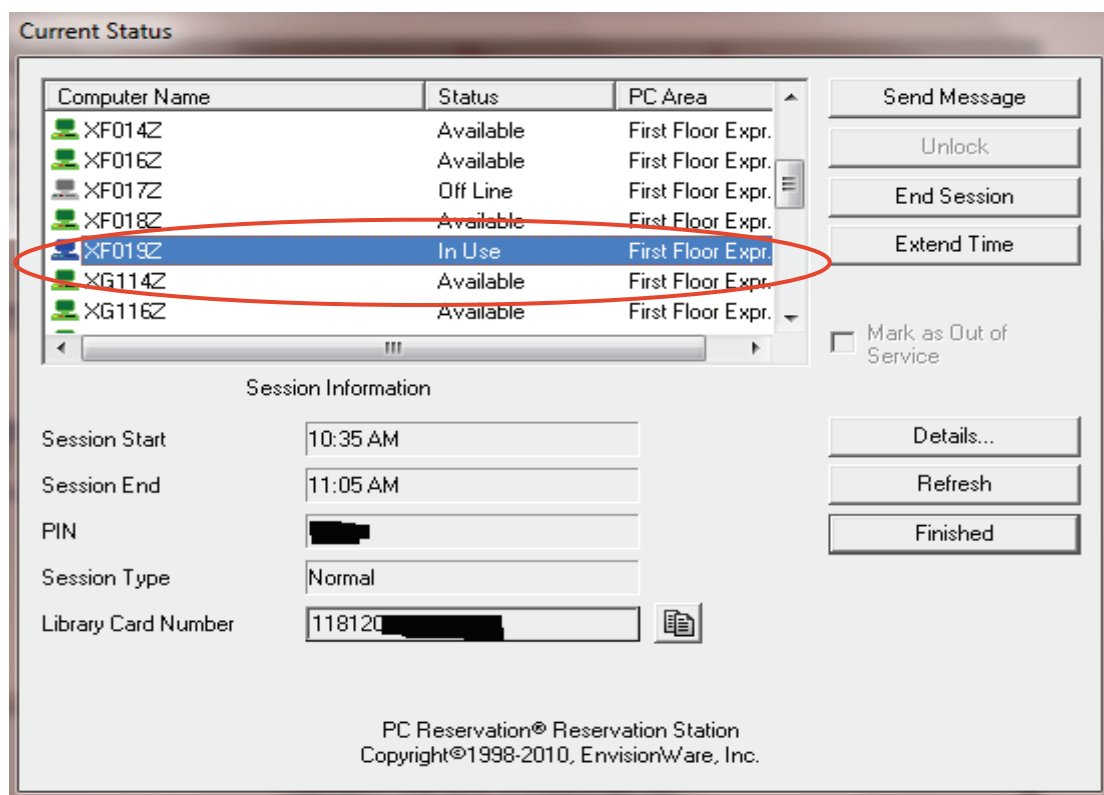 Current Status
Computer Name Status PC Area
XF014Z Available First Floor Expr.
XF016Z Available First Floor Expr.
XF017Z Off Line First Floor Expr.
XF018Z Available First Floor Expr.
XF019Z In Use First Floor Expr.
XG114Z Available First Floor Expr.
XG116Z Available First Floor Expr.
Send Message
Unlock
End Session
Extend Time
Mark as Out of
Service
Session Information
Session Start 10:35 AM
Session End 11:05 AM
PIN
Session Type Normal
Library Card Number 118120
Details...
Refresh
Finished
PC Reservation® Reservation Station
Copyright©1998-2010, EnvisionWare, Inc.